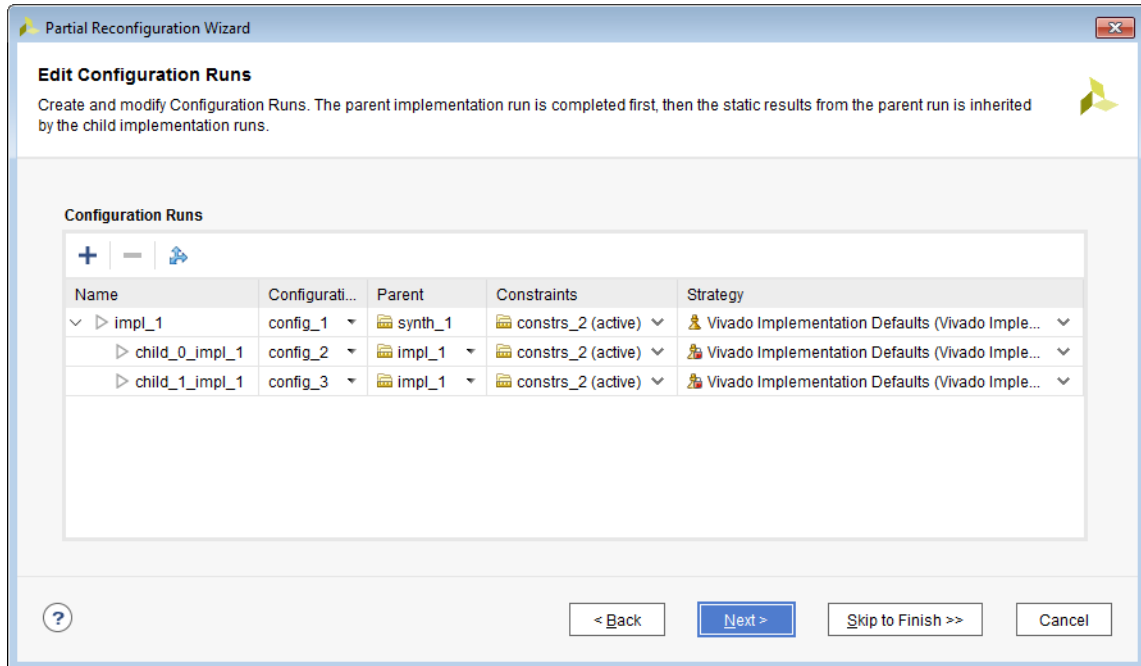 Partial Reconfiguration Wizard
Edit Configuration Runs
Create and modify Configuration Runs. The parent implementation run is completed first, then the static results from the parent run is inherited
by the child implementation runs.
Configuration Runs
Name Configurati... Parent Constraints Strategy
impl_1 config_1 synth_1 constrs_2 (active) Vivado Implementation Defaults (Vivado Imple...
child_0_impl_1 config_2 impl_1 constrs_2 (active) Vivado Implementation Defaults (Vivado Imple...
child_1_impl_1 config_3 impl_1 constrs_2 (active) Vivado Implementation Defaults (Vivado Imple...
? < Back Next > Skip to Finish >> Cancel